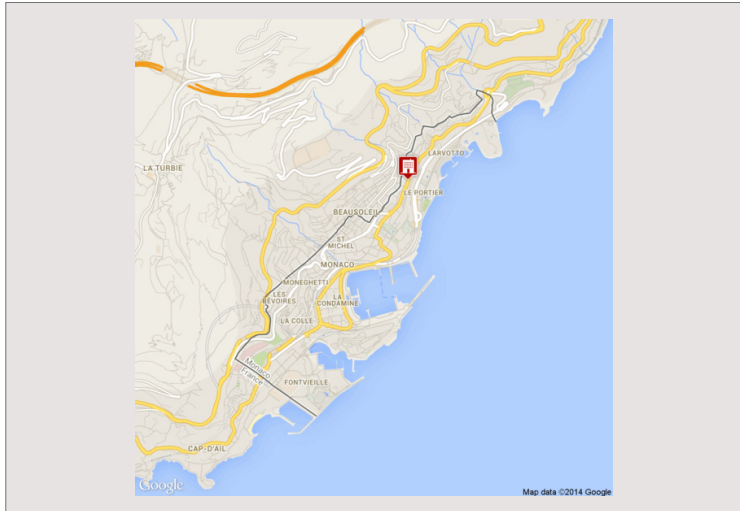 LARVOTTO
LA TURBIE
LE PORTIER
BEAUSOLEIL
ST
MICHEL
MONACO
MONEGHETTI
LES
RÉVOIRES
LA
CONDAMINE
LA COLLE
Monaco
France
FONTVIEILLE
CAP-D'AIL
Google
Map data ©2014 Google